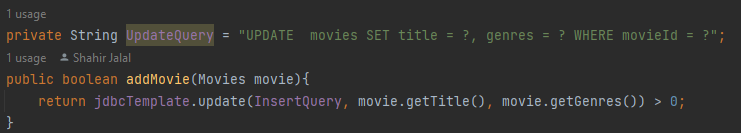 1 usage
private String UpdateQuery = "UPDATE  movies SET title = ?, genres = ? WHERE movieId = ?";
1 usage Shahir Jalal
public boolean addMovie(Movies movie){
return jdbcTemplate.update(InsertQuery, movie.getTitle(), movie.getGenres()) > 0;
}